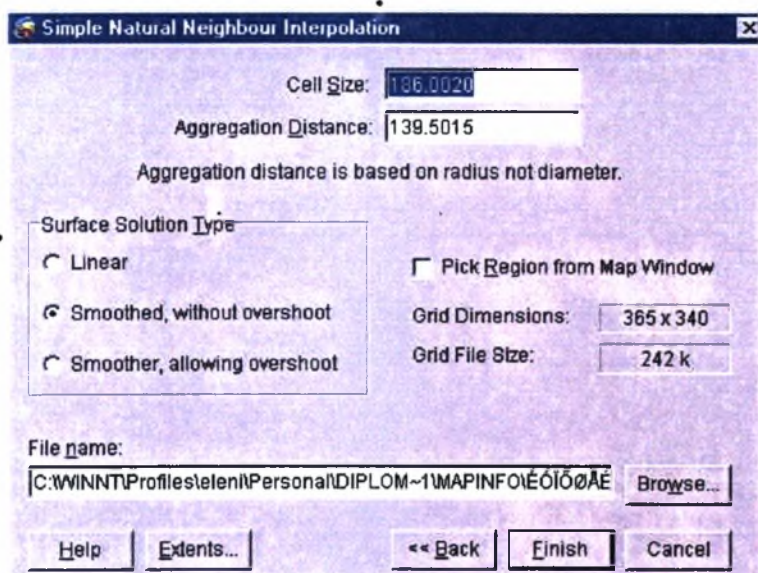 Simple Natural Neighbour Interpolation
Cell Size: 186.0020
Aggregation Distance: 139.5015
Aggregation distance is based on radius not diameter.
Surface Solution Type
Linear
Smoothed, without overshoot
Smoother, allowing overshoot
Pick Region from Map Window
Grid Dimensions: 365 x 340
Grid File Size: 242 k
File name:
C:\WINNT\Profiles\eleni\Personal\DIPLOM~1\MAPINFO\ÉÓÏÕØÅÉ
Browse...
Help Extents... << Back Finish Cancel